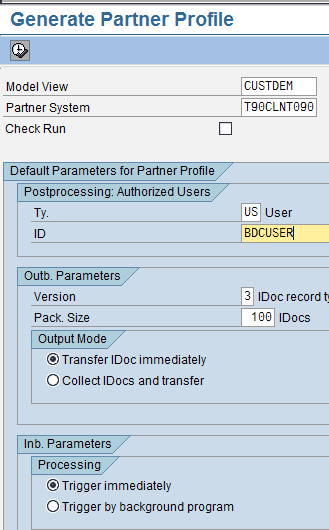 Generate Partner Profile
Model View CUSTDEM
Partner System T90CLNT090
Check Run
Default Parameters for Partner Profile
Postprocessing: Authorized Users
Ty. US User
ID BDCUSER
Outb. Parameters
Version 3 IDoc record ty
Pack. Size 100 IDocs
Output Mode
Transfer IDoc immediately
Collect IDocs and transfer
Inb. Parameters
Processing
Trigger immediately
Trigger by background program